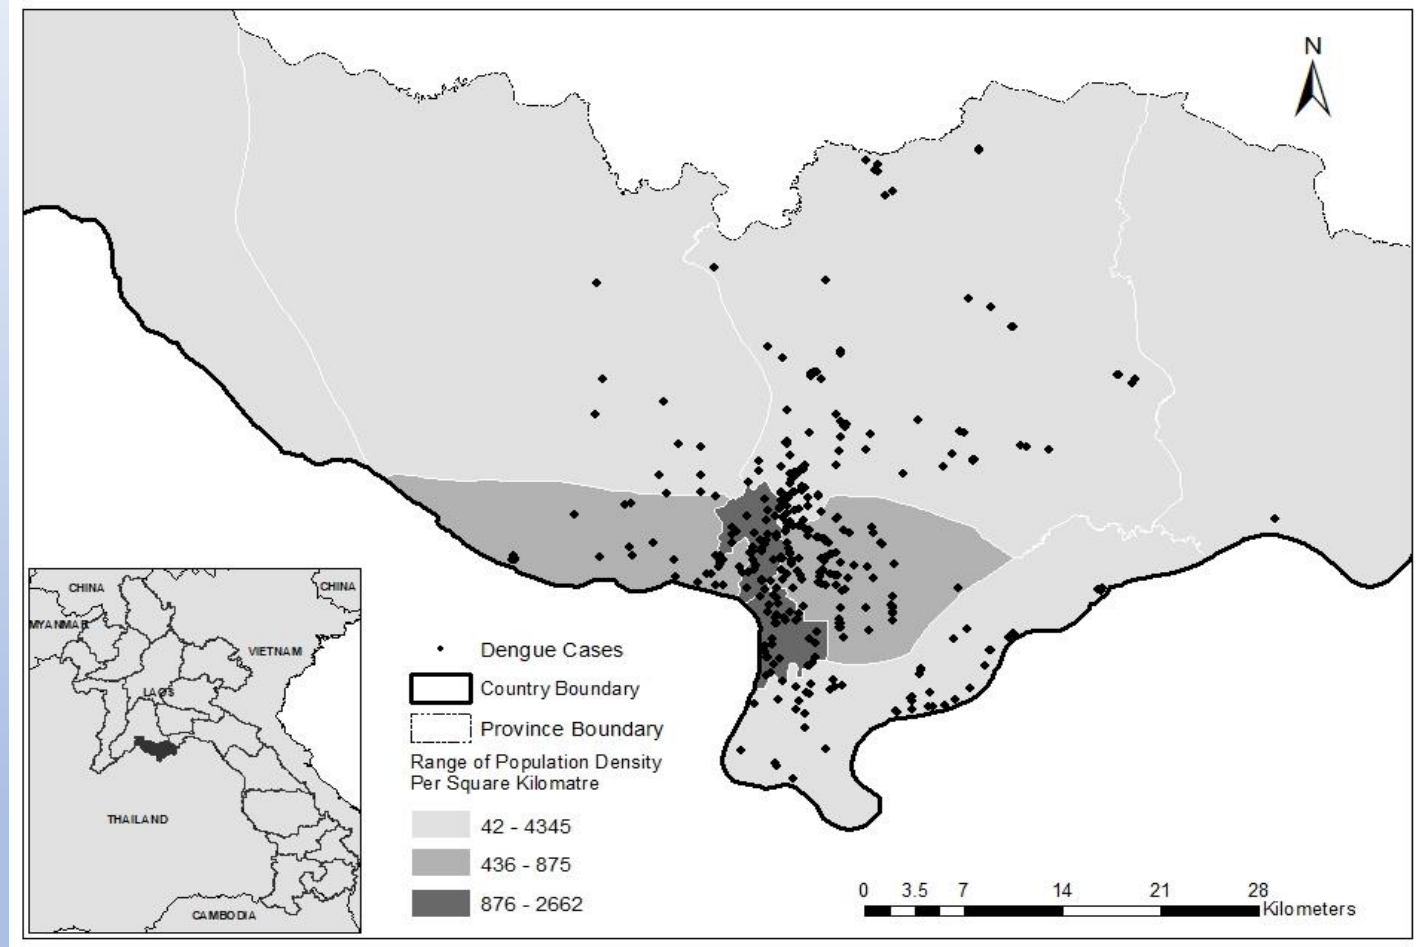 N
CHINA
CHINA
MYANMAR
VIETNAM
LAOS
THAILAND
CAMBODIA
Dengue Cases
Country Boundary
Province Boundary
Range of Population Density
Per Square Kilomatre
42 - 4345
436 - 875
876 - 2662
0 3.5 7 14 21 28
Kilometers